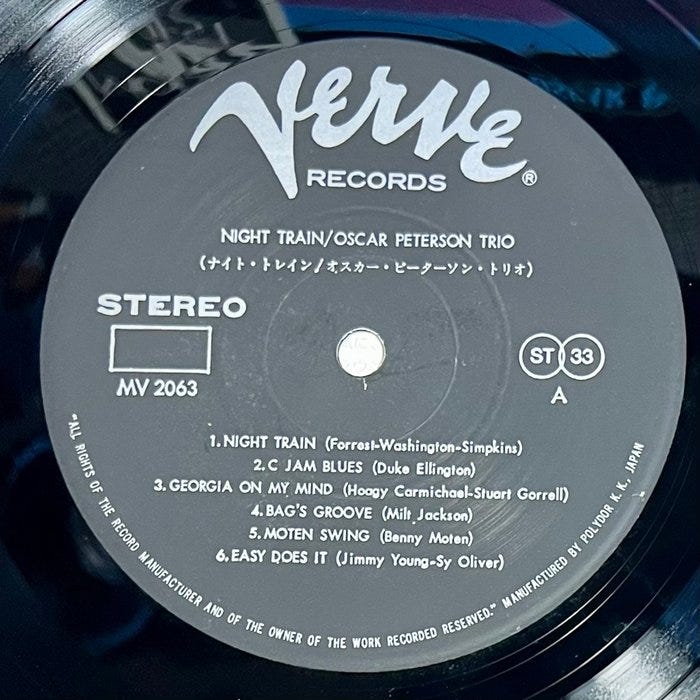 VERVE
RECORDS ®
NIGHT TRAIN/OSCAR PETERSON TRIO
(ナイト・トレイン/オスカー・ピーターソン・トリオ)
STEREO
MV 2063
ST 33
A
1. NIGHT TRAIN (Forrest-Washington-Simpkins)
2. C JAM BLUES (Duke Ellington)
3. GEORGIA ON MY MIND (Hoagy Carmichael-Stuart Gorrell)
4. BAG'S GROOVE (Milt Jackson)
5. MOTEN SWING (Benny Moten)
6. EASY DOES IT (Jimmy Young-Sy Oliver)
"ALL RIGHTS OF THE RECORD MANUFACTURER AND OF THE OWNER OF THE WORK RECORDED RESERVED." MANUFACTURED BY POLYDOR K. K., JAPAN